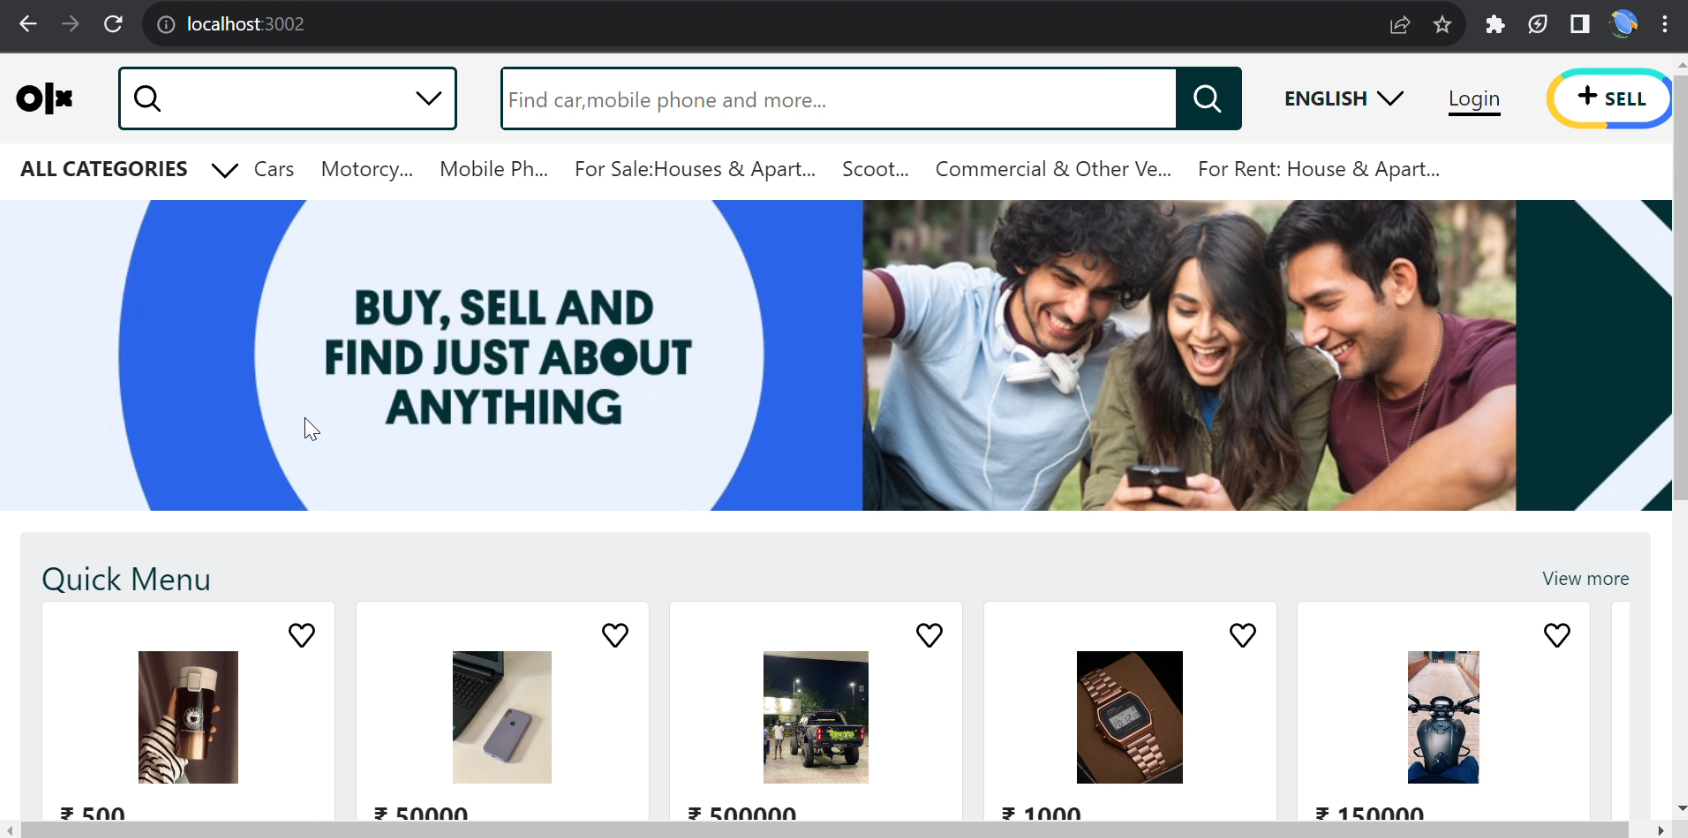 localhost:3002
olx
Find car,mobile phone and more...
ENGLISH
Login
+ SELL
ALL CATEGORIES
Cars
Motorcy...
Mobile Ph...
For Sale:Houses & Apart...
Scoot...
Commercial & Other Ve...
For Rent: House & Apart...
BUY, SELL AND
FIND JUST ABOUT
ANYTHING
Quick Menu
View more
₹ 500
₹ 50000
₹ 500000
₹ 1000
₹ 150000